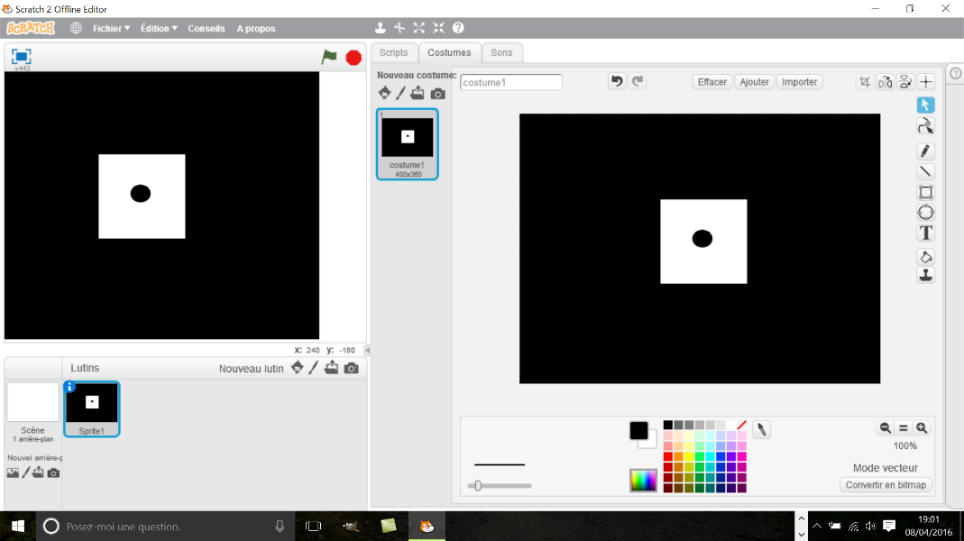 Scratch 2 Offline Editor
SCRATCH Fichier Édition Conseils A propos
v443
Scripts Costumes Sons
Nouveau costume:
costume1
Effacer Ajouter Importer
1
costume1
480x360
x: 240 y: -180
Lutins Nouveau lutin
Scène
1 arrière-plan
Sprite1
Nouvel arrière-p
T
100%
Mode vecteur
Convertir en bitmap
Posez-moi une question.
19:01
08/04/2016